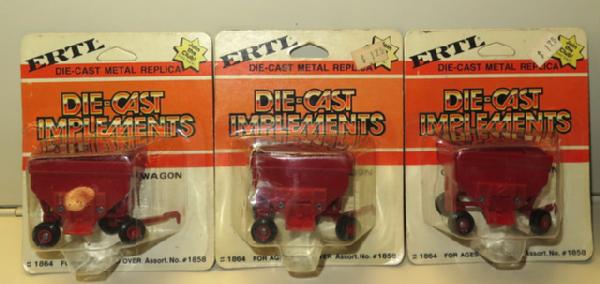 ERTL
DIE-CAST METAL REPLICA
DIE-CAST
IMPLEMENTS
WAGON
#1864 FOR OVER Assort. No. #1858
ERTL
DIE-CAST METAL REPLICA
DIE-CAST
IMPLEMENTS
#1864 FOR AGES Assort. No. #1858
ERTL
DIE-CAST METAL REPLICA
DIE-CAST
IMPLEMENTS
#1864 FOR AGES Assort. No. #1858